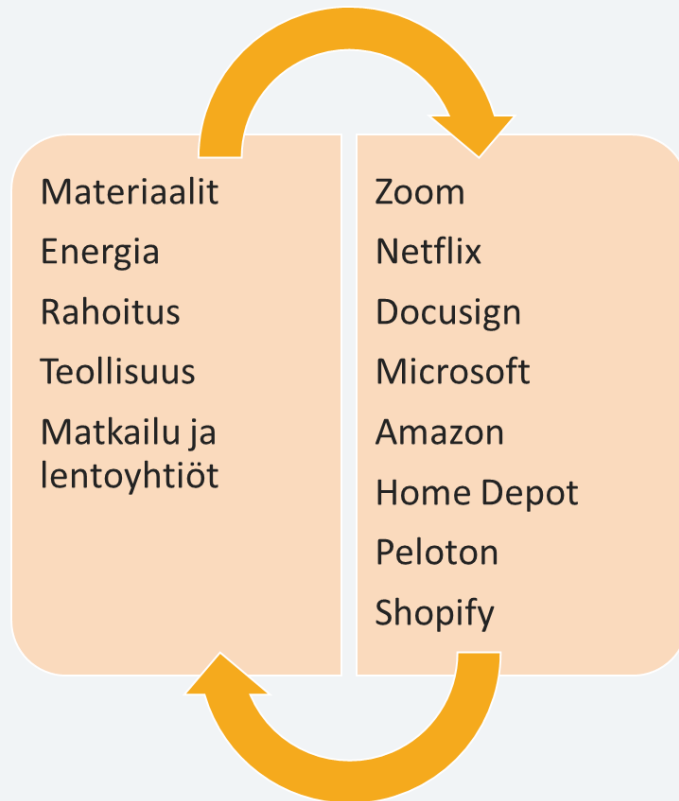 Materiaalit
Energia
Rahoitus
Teollisuus
Matkailu ja
lentoyhtiöt
Zoom
Netflix
Docusign
Microsoft
Amazon
Home Depot
Peloton
Shopify